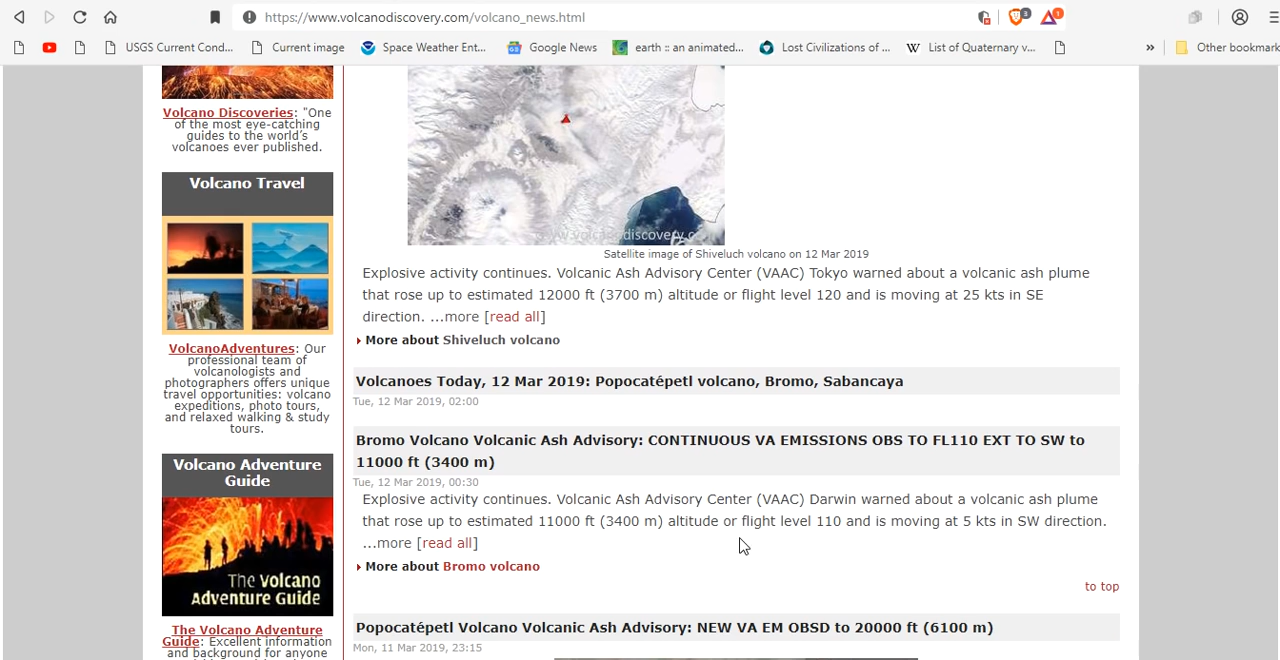 https://www.volcanodiscovery.com/volcano_news.html
3
1
USGS Current Cond...
Current image
Space Weather Ent...
Google News
earth :: an animated...
Lost Civilizations of ...
W
List of Quaternary v...
»
Other bookmark
Volcano Discoveries: "One
of the most eye-catching
guides to the world's
volcanoes ever published.
Volcano Travel
VolcanoAdventures: Our
professional team of
volcanologists and
photographers offers unique
travel opportunities: volcano
expeditions, photo tours,
and relaxed walking & study
tours.
Volcano Adventure
Guide
The Volcano
Adventure Guide
The Volcano Adventure
Guide: Excellent information
and background for anyone
www.volcanodiscovery.com
Satellite image of Shiveluch volcano on 12 Mar 2019
Explosive activity continues. Volcanic Ash Advisory Center (VAAC) Tokyo warned about a volcanic ash plume
that rose up to estimated 12000 ft (3700 m) altitude or flight level 120 and is moving at 25 kts in SE
direction. ...more [read all]
More about Shiveluch volcano
Volcanoes Today, 12 Mar 2019: Popocatépetl volcano, Bromo, Sabancaya
Tue, 12 Mar 2019, 02:00
Bromo Volcano Volcanic Ash Advisory: CONTINUOUS VA EMISSIONS OBS TO FL110 EXT TO SW to
11000 ft (3400 m)
Tue, 12 Mar 2019, 00:30
Explosive activity continues. Volcanic Ash Advisory Center (VAAC) Darwin warned about a volcanic ash plume
that rose up to estimated 11000 ft (3400 m) altitude or flight level 110 and is moving at 5 kts in SW direction.
...more [read all]
More about Bromo volcano
to top
Popocatépetl Volcano Volcanic Ash Advisory: NEW VA EM OBSD to 20000 ft (6100 m)
Mon, 11 Mar 2019, 23:15